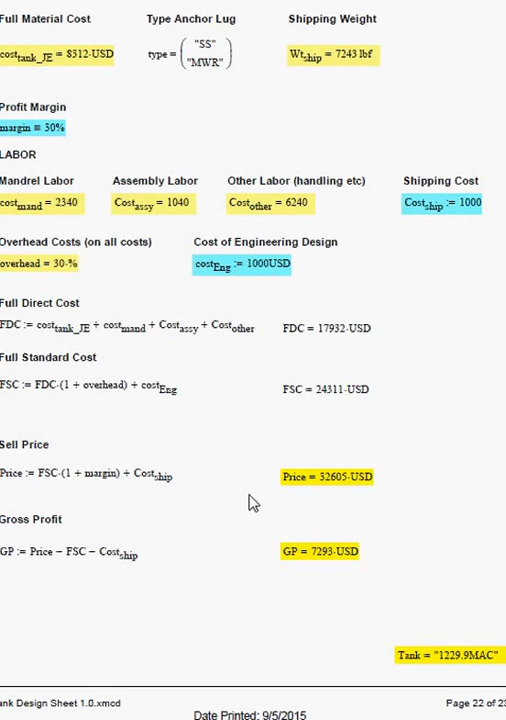 Full Material Cost Type Anchor Lug Shipping Weight
cost_tank_JE = 8312·USD type = ("SS" "MWR") Wt_ship = 7243 lbf
Profit Margin
margin ≡ 30%
LABOR
Mandrel Labor Assembly Labor Other Labor (handling etc) Shipping Cost
cost_mand = 2340 Cost_assy = 1040 Cost_other = 6240 Cost_ship := 1000
Overhead Costs (on all costs) Cost of Engineering Design
overhead = 30·% cost_Eng := 1000USD
Full Direct Cost
FDC := cost_tank_JE + cost_mand + Cost_assy + Cost_other FDC = 17932·USD
Full Standard Cost
FSC := FDC·(1 + overhead) + cost_Eng FSC = 24311·USD
Sell Price
Price := FSC·(1 + margin) + Cost_ship Price = 32605·USD
Gross Profit
GP := Price − FSC − Cost_ship GP = 7293·USD
Tank = "1229.9MAC"
ank Design Sheet 1.0.xmcd Page 22 of 23
Date Printed: 9/5/2015